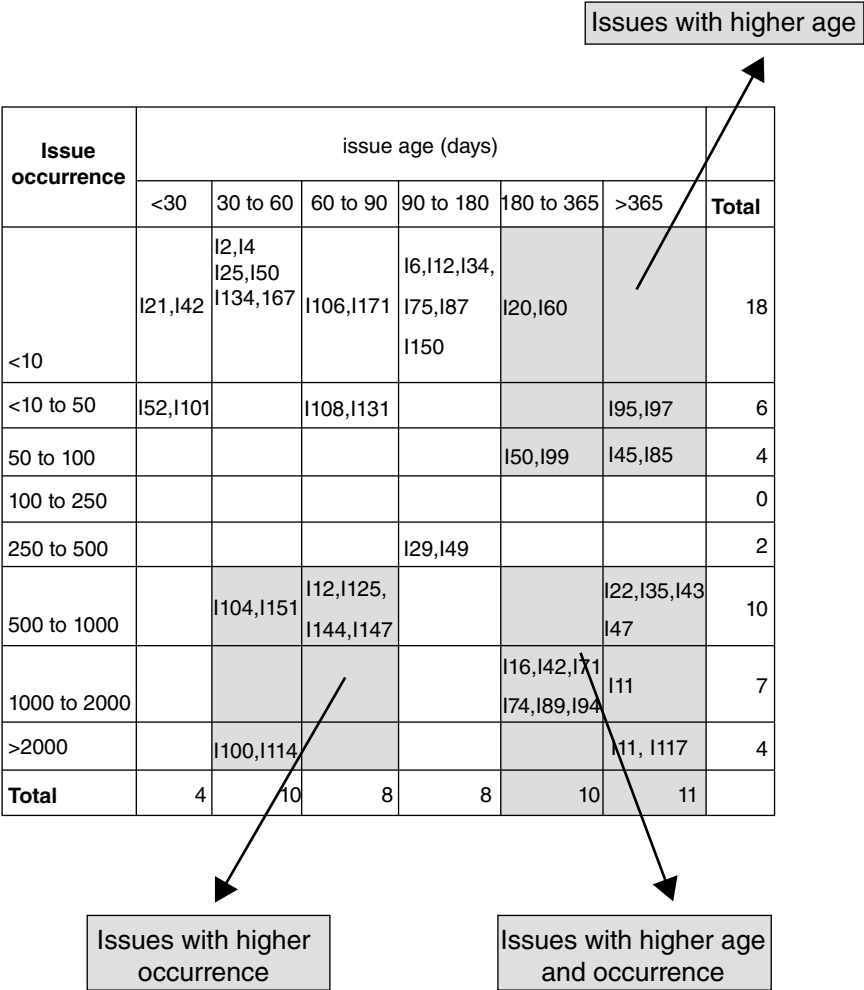 Issues with higher age
Issue
occurrence
issue age (days)
<30 30 to 60 60 to 90 90 to 180 180 to 365 >365 Total
<10
I21,I42
I2,I4
I25,I50
I134,167
I106,I171
I6,I12,I34,
I75,I87
I150
I20,I60
18
<10 to 50 I52,I101 I108,I131 I95,I97 6
50 to 100 I50,I99 I45,I85 4
100 to 250 0
250 to 500 I29,I49 2
500 to 1000
I104,I151
I12,I125,
I144,I147
I22,I35,I43
I47
10
1000 to 2000
I16,I42,I71
I74,I89,I94
I11
7
>2000 I100,I114 I11, I117 4
Total 4 10 8 8 10 11
Issues with higher
occurrence
Issues with higher age
and occurrence